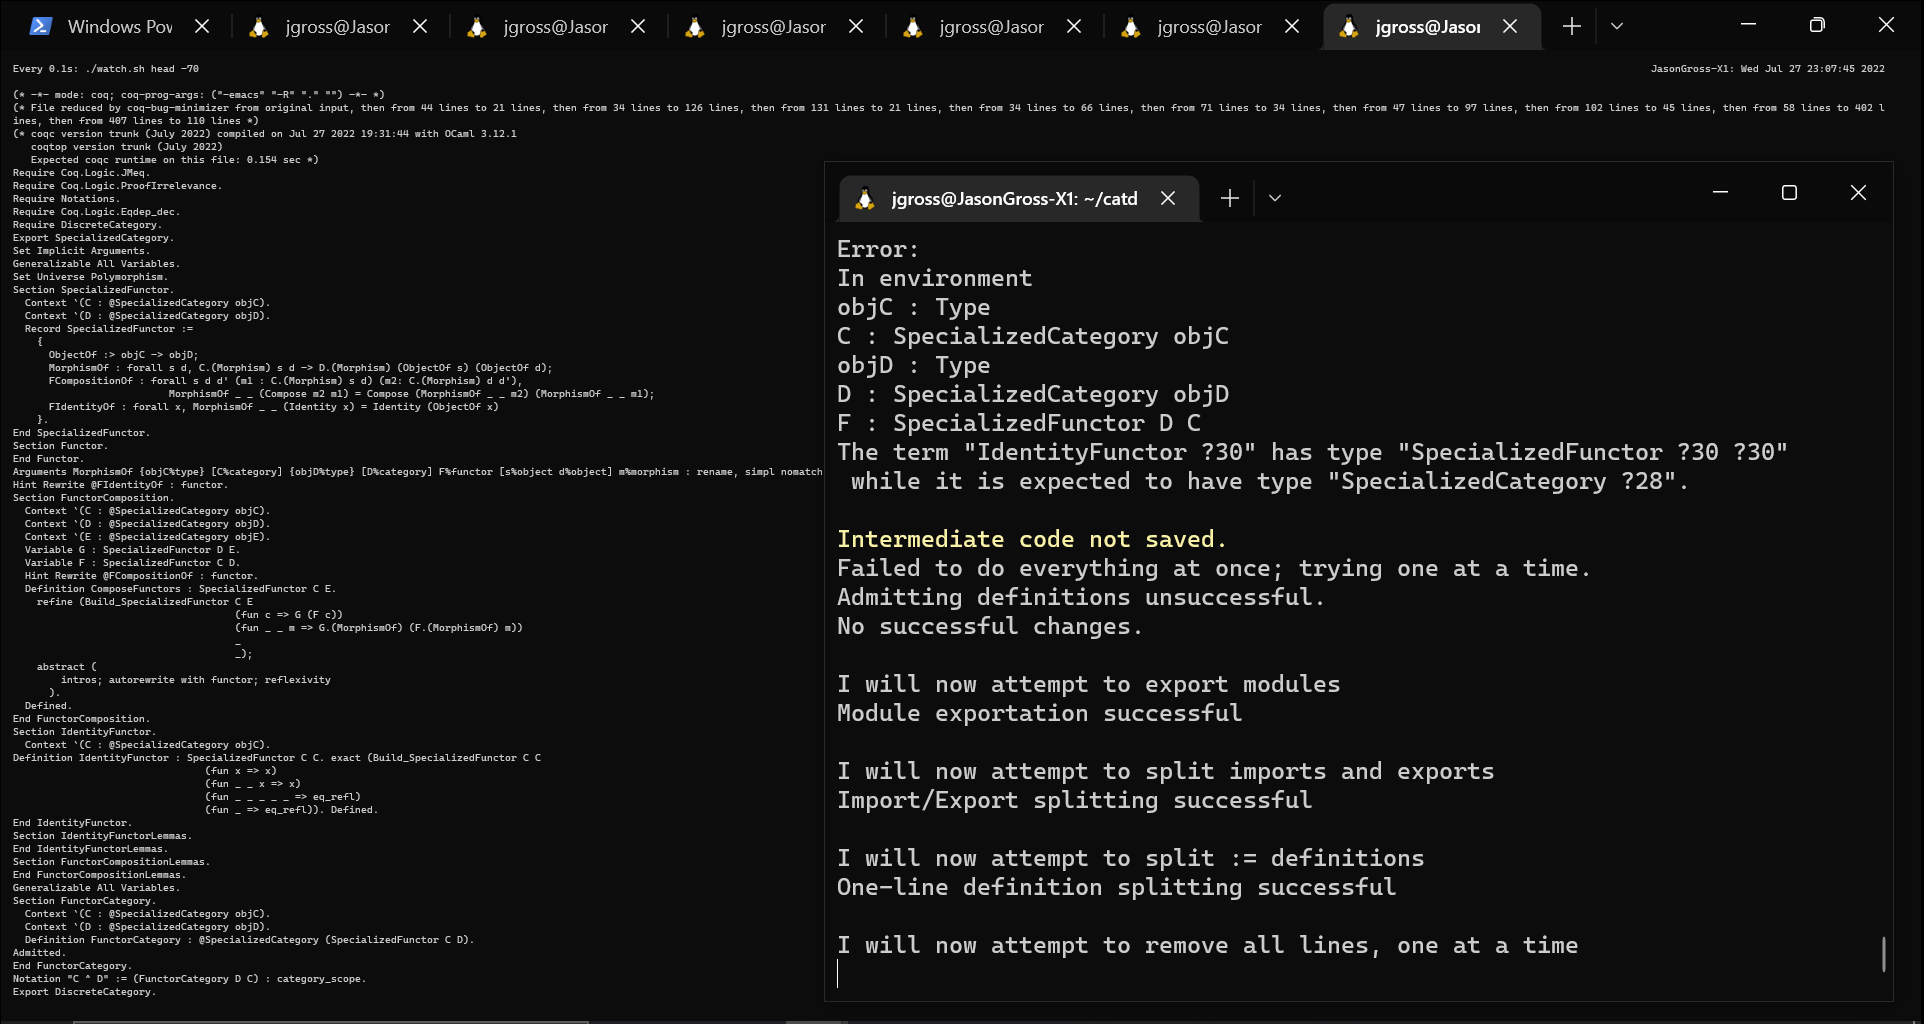 Windows Pow
jgross@Jasor
jgross@Jasor
jgross@Jasor
jgross@Jasor
jgross@Jasor
jgross@Jasor
Every 0.1s: ./watch.sh head -70
JasonGross-X1: Wed Jul 27 23:07:45 2022
(* -*- mode: coq; coq-prog-args: ("-emacs" "-R" "." "") -*- *)
(* File reduced by coq-bug-minimizer from original input, then from 44 lines to 21 lines, then from 34 lines to 126 lines, then from 131 lines to 21 lines, then from 34 lines to 66 lines, then from 71 lines to 34 lines, then from 47 lines to 97 lines, then from 102 lines to 45 lines, then from 58 lines to 402 l
ines, then from 407 lines to 110 lines *)
(* coqc version trunk (July 2022) compiled on Jul 27 2022 19:31:44 with OCaml 3.12.1
   coqtop version trunk (July 2022)
   Expected coqc runtime on this file: 0.154 sec *)
Require Coq.Logic.JMeq.
Require Coq.Logic.ProofIrrelevance.
Require Notations.
Require Coq.Logic.Eqdep_dec.
Require DiscreteCategory.
Export SpecializedCategory.
Set Implicit Arguments.
Generalizable All Variables.
Set Universe Polymorphism.
Section SpecializedFunctor.
  Context `(C : @SpecializedCategory objC).
  Context `(D : @SpecializedCategory objD).
  Record SpecializedFunctor :=
    {
      ObjectOf :> objC -> objD;
      MorphismOf : forall s d, C.(Morphism) s d -> D.(Morphism) (ObjectOf s) (ObjectOf d);
      FCompositionOf : forall s d d' (m1 : C.(Morphism) s d) (m2: C.(Morphism) d d'),
                          MorphismOf _ _ (Compose m2 m1) = Compose (MorphismOf _ _ m2) (MorphismOf _ _ m1);
      FIdentityOf : forall x, MorphismOf _ _ (Identity x) = Identity (ObjectOf x)
    }.
End SpecializedFunctor.
Section Functor.
End Functor.
Arguments MorphismOf {objC%type} [C%category] {objD%type} [D%category] F%functor [s%object d%object] m%morphism : rename, simpl nomatch
Hint Rewrite @FIdentityOf : functor.
Section FunctorComposition.
  Context `(C : @SpecializedCategory objC).
  Context `(D : @SpecializedCategory objD).
  Context `(E : @SpecializedCategory objE).
  Variable G : SpecializedFunctor D E.
  Variable F : SpecializedFunctor C D.
  Hint Rewrite @FCompositionOf : functor.
  Definition ComposeFunctors : SpecializedFunctor C E.
    refine (Build_SpecializedFunctor C E
                                     (fun c => G (F c))
                                     (fun _ _ m => G.(MorphismOf) (F.(MorphismOf) m))
                                     _
                                     _);
    abstract (
        intros; autorewrite with functor; reflexivity
      ).
  Defined.
End FunctorComposition.
Section IdentityFunctor.
  Context `(C : @SpecializedCategory objC).
Definition IdentityFunctor : SpecializedFunctor C C. exact (Build_SpecializedFunctor C C
                                (fun x => x)
                                (fun _ _ x => x)
                                (fun _ _ _ _ _ => eq_refl)
                                (fun _ => eq_refl)). Defined.
End IdentityFunctor.
Section IdentityFunctorLemmas.
End IdentityFunctorLemmas.
Section FunctorCompositionLemmas.
End FunctorCompositionLemmas.
Generalizable All Variables.
Section FunctorCategory.
  Context `(C : @SpecializedCategory objC).
  Context `(D : @SpecializedCategory objD).
  Definition FunctorCategory : @SpecializedCategory (SpecializedFunctor C D).
Admitted.
End FunctorCategory.
Notation "C ^ D" := (FunctorCategory D C) : category_scope.
Export DiscreteCategory.
jgross@JasonGross-X1: ~/catd
Error:
In environment
objC : Type
C : SpecializedCategory objC
objD : Type
D : SpecializedCategory objD
F : SpecializedFunctor D C
The term "IdentityFunctor ?30" has type "SpecializedFunctor ?30 ?30"
 while it is expected to have type "SpecializedCategory ?28".
Intermediate code not saved.
Failed to do everything at once; trying one at a time.
Admitting definitions unsuccessful.
No successful changes.
I will now attempt to export modules
Module exportation successful
I will now attempt to split imports and exports
Import/Export splitting successful
I will now attempt to split := definitions
One-line definition splitting successful
I will now attempt to remove all lines, one at a time